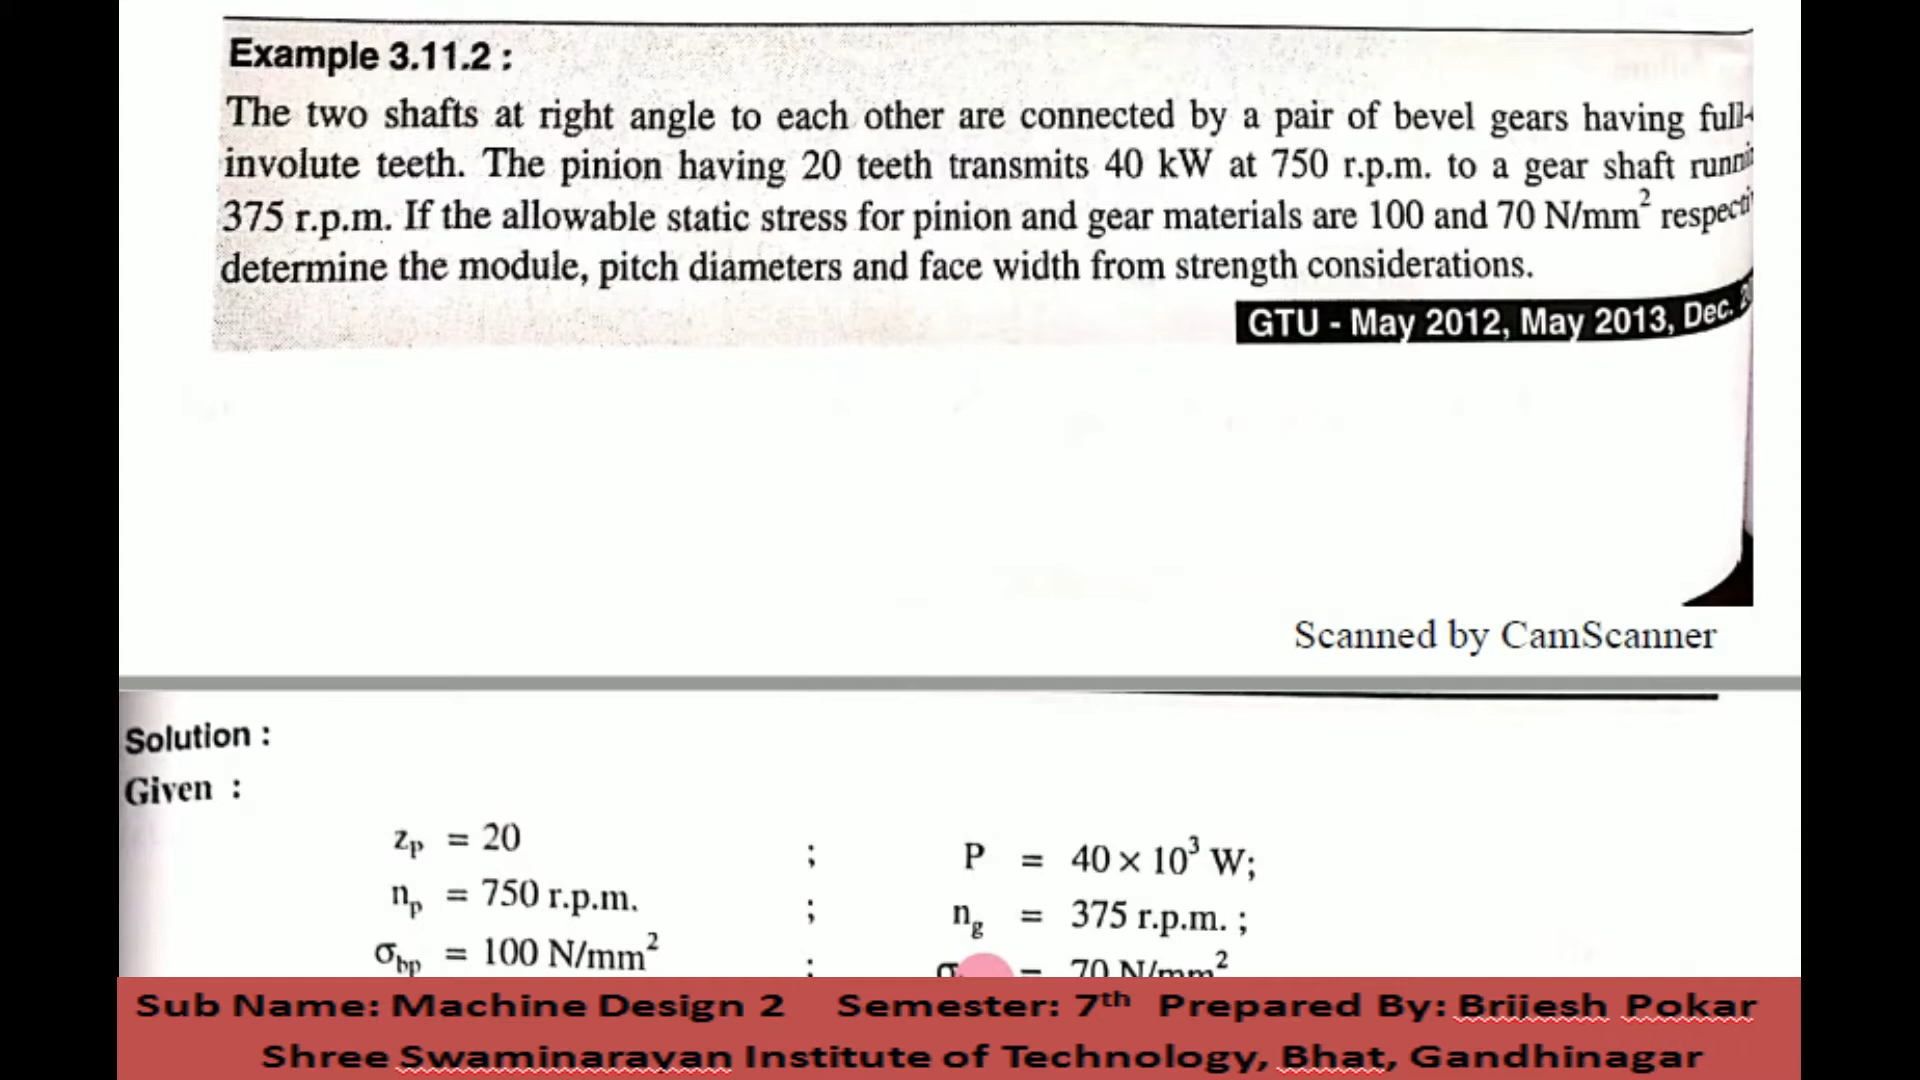 Example 3.11.2 :
The two shafts at right angle to each other are connected by a pair of bevel gears having full-
involute teeth. The pinion having 20 teeth transmits 40 kW at 750 r.p.m. to a gear shaft
375 r.p.m. If the allowable static stress for pinion and gear materials are 100 and 70 N/mm²
determine the module, pitch diameters and face width from strength considerations.
GTU - May 2012, May 2013, Dec.
Scanned by CamScanner
Solution :
Given :
zp = 20 ; P = 40 × 10³ W;
np = 750 r.p.m. ; ng = 375 r.p.m. ;
σbp = 100 N/mm² ; = 70 N/mm²
Sub Name: Machine Design 2 Semester: 7th Prepared By: Brijesh Pokar
Shree Swaminarayan Institute of Technology, Bhat, Gandhinagar